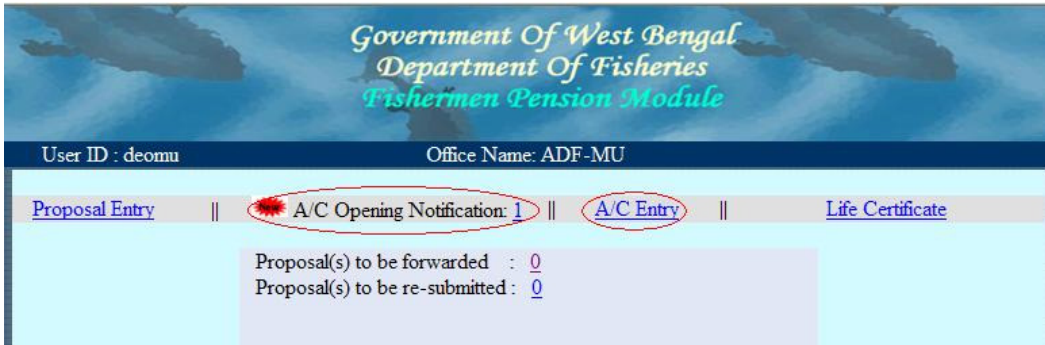 Government Of West Bengal
Department Of Fisheries
Fishermen Pension Module
User ID : deomu Office Name: ADF-MU
Proposal Entry || New A/C Opening Notification: 1 || A/C Entry || Life Certificate
Proposal(s) to be forwarded : 0
Proposal(s) to be re-submitted : 0